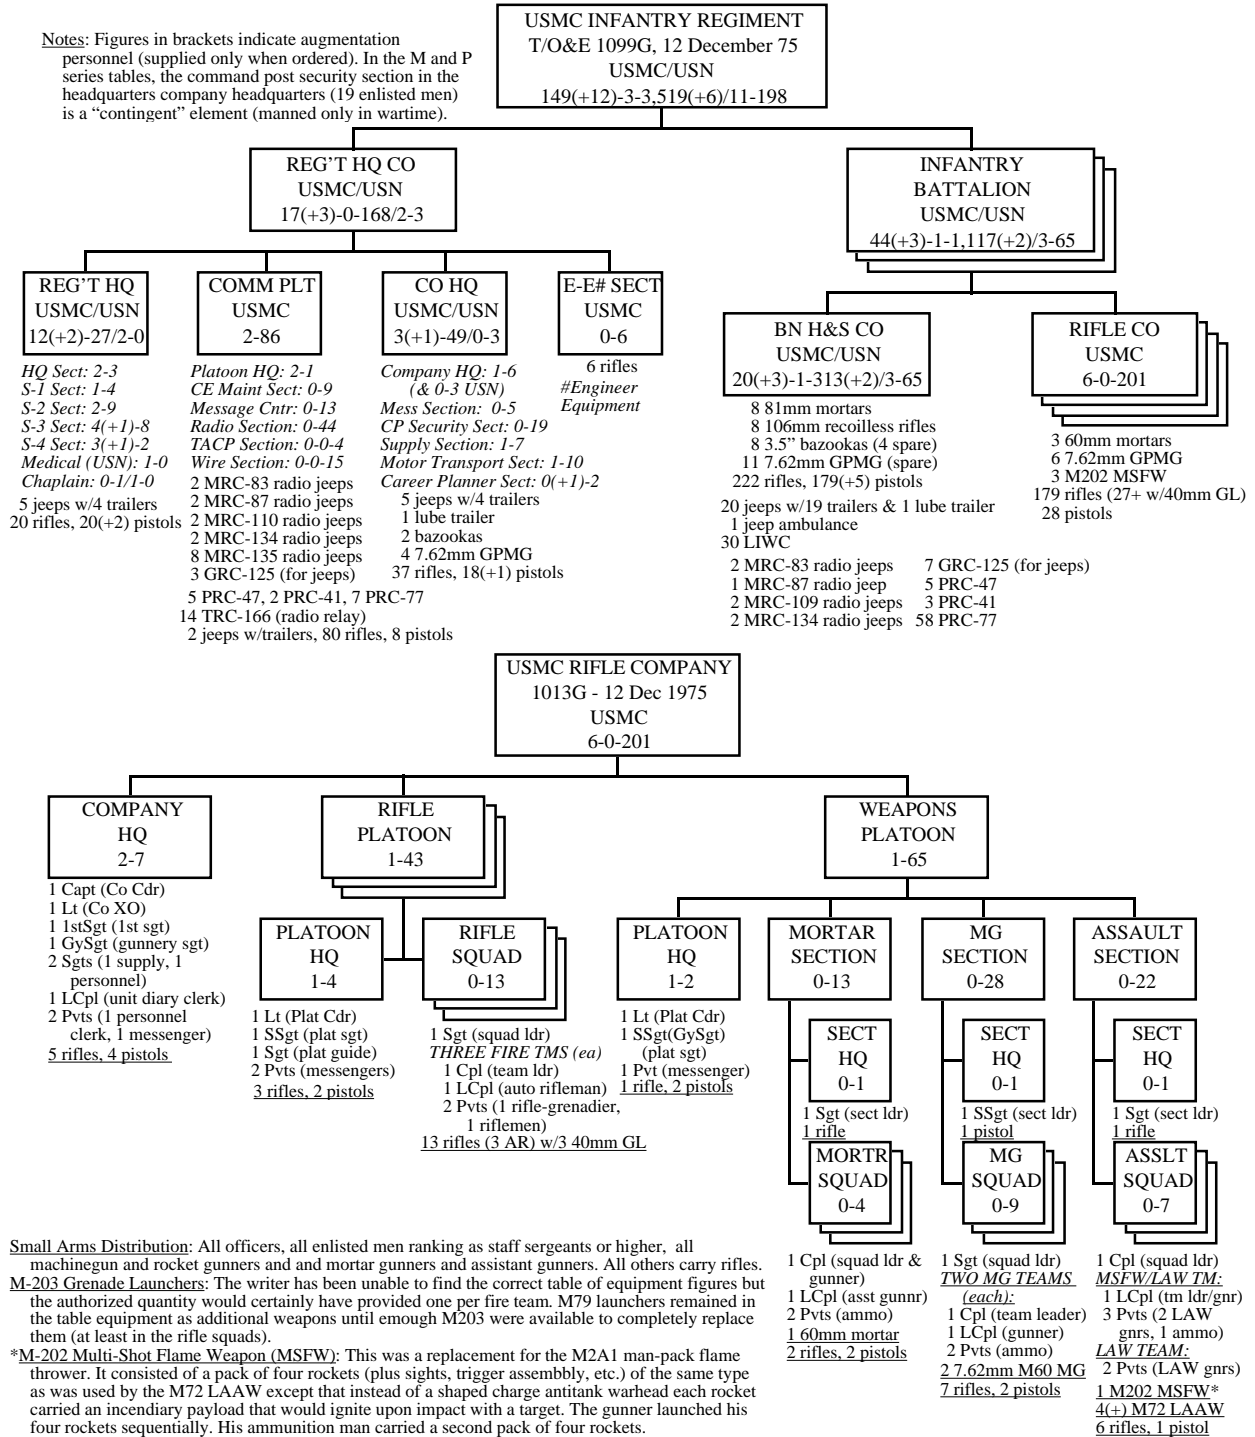 USMC INFANTRY REGIMENT
T/O&E 1099G, 12 December 75
USMC/USN
149(+12)-3-3,519(+6)/11-198
Notes: Figures in brackets indicate augmentation
personnel (supplied only when ordered). In the M and P
series tables, the command post security section in the
headquarters company headquarters (19 enlisted men)
is a “contingent” element (manned only in wartime).
REG’T HQ CO
USMC/USN
17(+3)-0-168/2-3
INFANTRY
BATTALION
USMC/USN
44(+3)-1-1,117(+2)/3-65
REG’T HQ
USMC/USN
12(+2)-27/2-0
HQ Sect: 2-3
S-1 Sect: 1-4
S-2 Sect: 2-9
S-3 Sect: 4(+1)-8
S-4 Sect: 3(+1)-2
Medical (USN): 1-0
Chaplain: 0-1/1-0
5 jeeps w/4 trailers
20 rifles, 20(+2) pistols
COMM PLT
USMC
2-86
Platoon HQ: 2-1
CE Maint Sect: 0-9
Message Cntr: 0-13
Radio Section: 0-44
TACP Section: 0-0-4
Wire Section: 0-0-15
2 MRC-83 radio jeeps
2 MRC-87 radio jeeps
2 MRC-110 radio jeeps
2 MRC-134 radio jeeps
8 MRC-135 radio jeeps
3 GRC-125 (for jeeps)
5 PRC-47, 2 PRC-41, 7 PRC-77
14 TRC-166 (radio relay)
2 jeeps w/trailers, 80 rifles, 8 pistols
CO HQ
USMC/USN
3(+1)-49/0-3
Company HQ: 1-6
(& 0-3 USN)
Mess Section: 0-5
CP Security Sect: 0-19
Supply Section: 1-7
Motor Transport Sect: 1-10
Career Planner Sect: 0(+1)-2
5 jeeps w/4 trailers
1 lube trailer
2 bazookas
4 7.62mm GPMG
37 rifles, 18(+1) pistols
E-E# SECT
USMC
0-6
6 rifles
#Engineer
Equipment
BN H&S CO
USMC/USN
20(+3)-1-313(+2)/3-65
8 81mm mortars
8 106mm recoilless rifles
8 3.5” bazookas (4 spare)
11 7.62mm GPMG (spare)
222 rifles, 179(+5) pistols
20 jeeps w/19 trailers & 1 lube trailer
1 jeep ambulance
30 LIWC
2 MRC-83 radio jeeps
1 MRC-87 radio jeep
2 MRC-109 radio jeeps
2 MRC-134 radio jeeps
7 GRC-125 (for jeeps)
5 PRC-47
3 PRC-41
58 PRC-77
RIFLE CO
USMC
6-0-201
3 60mm mortars
6 7.62mm GPMG
3 M202 MSFW
179 rifles (27+ w/40mm GL)
28 pistols
USMC RIFLE COMPANY
1013G - 12 Dec 1975
USMC
6-0-201
COMPANY
HQ
2-7
1 Capt (Co Cdr)
1 Lt (Co XO)
1 1stSgt (1st sgt)
1 GySgt (gunnery sgt)
2 Sgts (1 supply, 1
personnel)
1 LCpl (unit diary clerk)
2 Pvts (1 personnel
clerk, 1 messenger)
5 rifles, 4 pistols
RIFLE
PLATOON
1-43
PLATOON
HQ
1-4
1 Lt (Plat Cdr)
1 SSgt (plat sgt)
1 Sgt (plat guide)
2 Pvts (messengers)
3 rifles, 2 pistols
RIFLE
SQUAD
0-13
1 Sgt (squad ldr)
THREE FIRE TMS (ea)
1 Cpl (team ldr)
1 LCpl (auto rifleman)
2 Pvts (1 rifle-grenadier,
1 riflemen)
13 rifles (3 AR) w/3 40mm GL
WEAPONS
PLATOON
1-65
PLATOON
HQ
1-2
1 Lt (Plat Cdr)
1 SSgt(GySgt)
(plat sgt)
1 Pvt (messenger)
1 rifle, 2 pistols
MORTAR
SECTION
0-13
SECT
HQ
0-1
1 Sgt (sect ldr)
1 rifle
MORTR
SQUAD
0-4
1 Cpl (squad ldr &
gunner)
1 LCpl (asst gunnr)
2 Pvts (ammo)
1 60mm mortar
2 rifles, 2 pistols
MG
SECTION
0-28
SECT
HQ
0-1
1 SSgt (sect ldr)
1 pistol
MG
SQUAD
0-9
1 Sgt (squad ldr)
TWO MG TEAMS
(each):
1 Cpl (team leader)
1 LCpl (gunner)
2 Pvts (ammo)
2 7.62mm M60 MG
7 rifles, 2 pistols
ASSAULT
SECTION
0-22
SECT
HQ
0-1
1 Sgt (sect ldr)
1 rifle
ASSLT
SQUAD
0-7
1 Cpl (squad ldr)
MSFW/LAW TM:
1 LCpl (tm ldr/gnr)
3 Pvts (2 LAW
gnrs, 1 ammo)
LAW TEAM:
2 Pvts (LAW gnrs)
1 M202 MSFW*
4(+) M72 LAAW
6 rifles, 1 pistol
Small Arms Distribution: All officers, all enlisted men ranking as staff sergeants or higher, all
machinegun and rocket gunners and and mortar gunners and assistant gunners. All others carry rifles.
M-203 Grenade Launchers: The writer has been unable to find the correct table of equipment figures but
the authorized quantity would certainly have provided one per fire team. M79 launchers remained in
the table equipment as additional weapons until emough M203 were available to completely replace
them (at least in the rifle squads).
*M-202 Multi-Shot Flame Weapon (MSFW): This was a replacement for the M2A1 man-pack flame
thrower. It consisted of a pack of four rockets (plus sights, trigger assembbly, etc.) of the same type
as was used by the M72 LAAW except that instead of a shaped charge antitank warhead each rocket
carried an incendiary payload that would ignite upon impact with a target. The gunner launched his
four rockets sequentially. His ammunition man carried a second pack of four rockets.